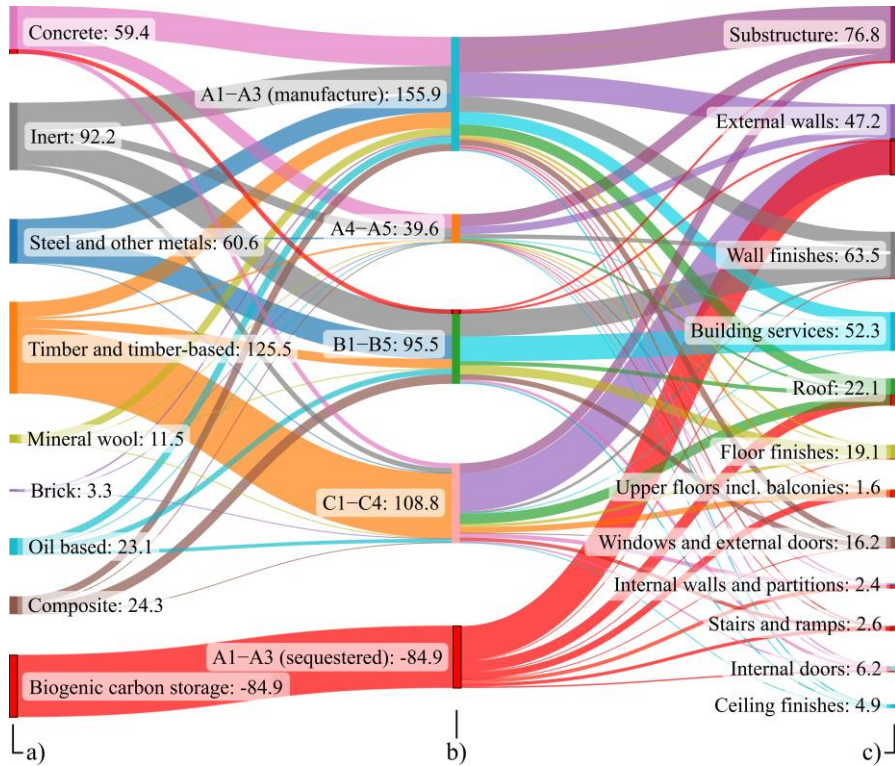 Concrete: 59.4
Inert: 92.2
Steel and other metals: 60.6
Timber and timber-based: 125.5
Mineral wool: 11.5
Brick: 3.3
Oil based: 23.1
Composite: 24.3
Biogenic carbon storage: -84.9
A1−A3 (manufacture): 155.9
A4−A5: 39.6
B1−B5: 95.5
C1−C4: 108.8
A1−A3 (sequestered): -84.9
Substructure: 76.8
External walls: 47.2
Wall finishes: 63.5
Building services: 52.3
Roof: 22.1
Floor finishes: 19.1
Upper floors incl. balconies: 1.6
Windows and external doors: 16.2
Internal walls and partitions: 2.4
Stairs and ramps: 2.6
Internal doors: 6.2
Ceiling finishes: 4.9
a)
b)
c)